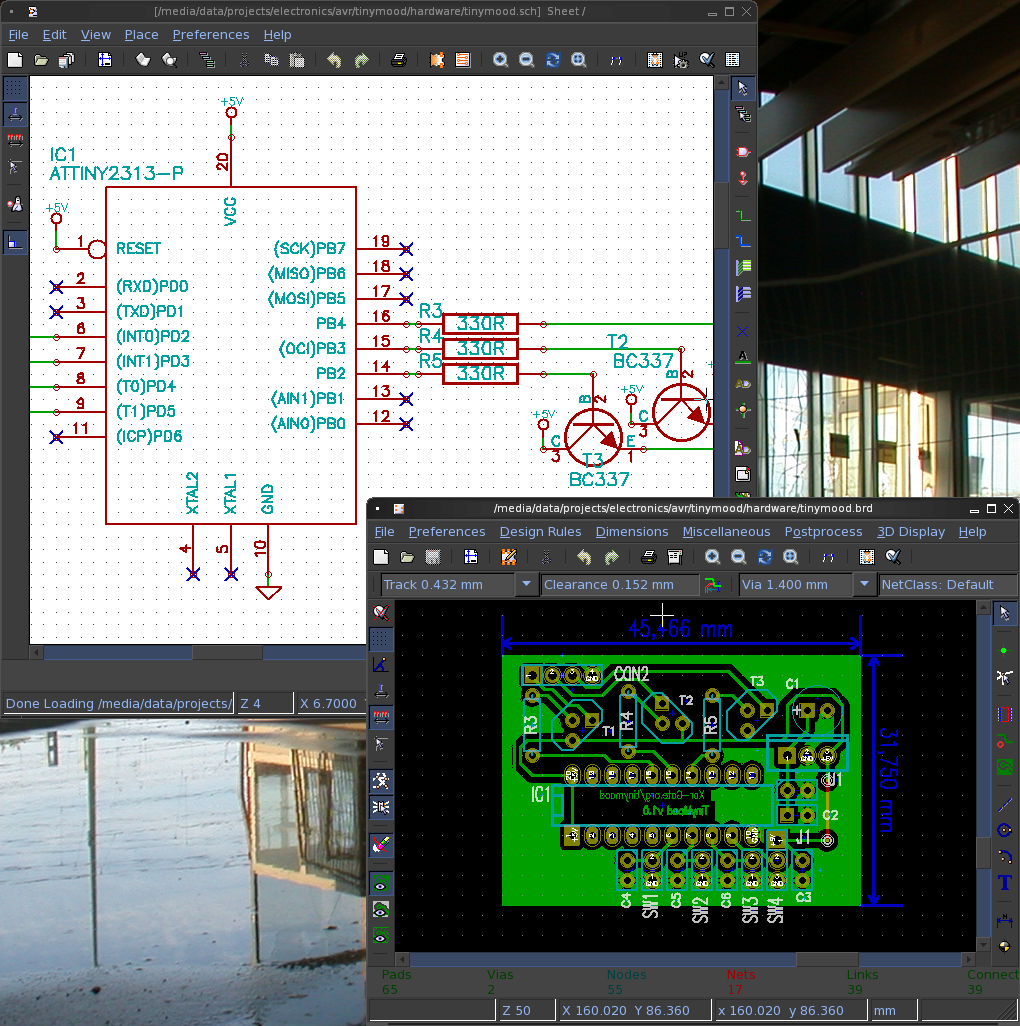 [/media/data/projects/electronics/avr/tinymood/hardware/tinymood.sch] Sheet /
File Edit View Place Preferences Help
+5V
IC1
ATTINY2313-P
20
VCC
+5V
1 RESET (SCK)PB7 19
2 (RXD)PD0 (MISO)PB6 18
3 (TXD)PD1 (MOSI)PB5 17
6 (INT0)PD2 PB4 16 R3 330R
7 (INT1)PD3 (OCI)PB3 15 R4 330R
8 (T0)PD4 PB2 14 R5 330R
9 (T1)PD5 (AIN1)PB1 13
11 (ICP)PD6 (AIN0)PB0 12
T2
BC337
B 2
+5V
C
3
B 2
+5V
C E
3 1
T3
BC337
XTAL2 XTAL1 GND
4 5 10
Done Loading /media/data/projects/ Z 4 X 6.7000
/media/data/projects/electronics/avr/tinymood/hardware/tinymood.brd
File Preferences Design Rules Dimensions Miscellaneous Postprocess 3D Display Help
Track 0.432 mm Clearance 0.152 mm Via 1.400 mm NetClass: Default
45,466 mm
31,750 mm
CON2
T3 C1
T2
R3 T1 R4 R5
U1
IC1
Xor-Gate.org/tinymood
TinyMood v1.0
C2
J1
C4 SW1 C5 SW2 C6 SW3 SW4 C3
Pads Vias Nodes Nets Links Connect
65 2 55 17 39 39
Z 50 X 160.020 Y 86.360 x 160.020 y 86.360 mm